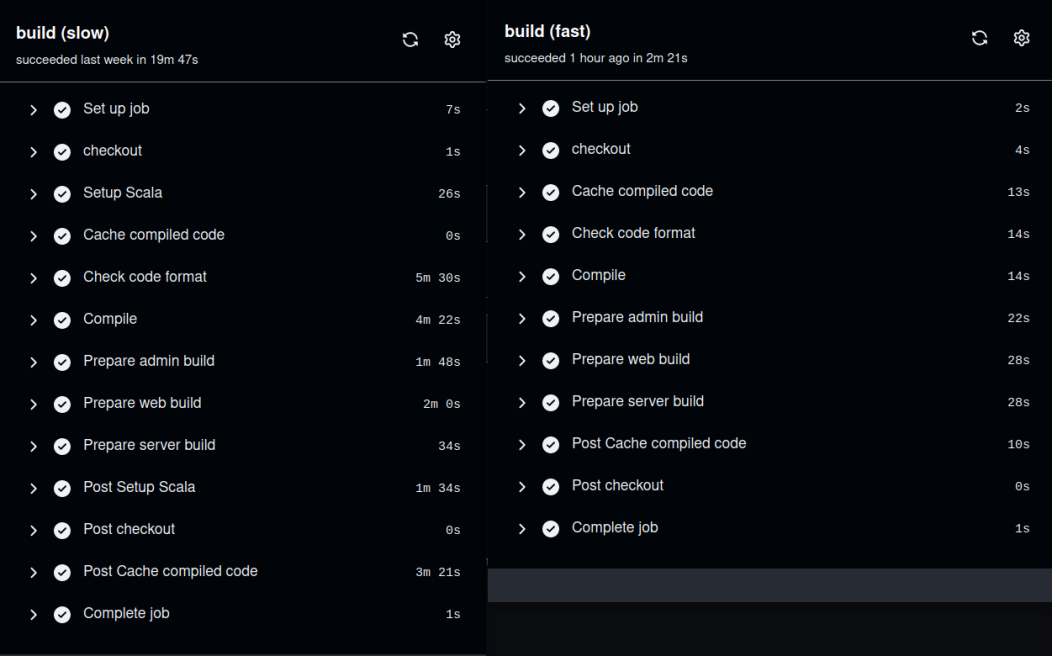 build (slow)
succeeded last week in 19m 47s
Set up job 7s
checkout 1s
Setup Scala 26s
Cache compiled code 0s
Check code format 5m 30s
Compile 4m 22s
Prepare admin build 1m 48s
Prepare web build 2m 0s
Prepare server build 34s
Post Setup Scala 1m 34s
Post checkout 0s
Post Cache compiled code 3m 21s
Complete job 1s
build (fast)
succeeded 1 hour ago in 2m 21s
Set up job 2s
checkout 4s
Cache compiled code 13s
Check code format 14s
Compile 14s
Prepare admin build 22s
Prepare web build 28s
Prepare server build 28s
Post Cache compiled code 10s
Post checkout 0s
Complete job 1s